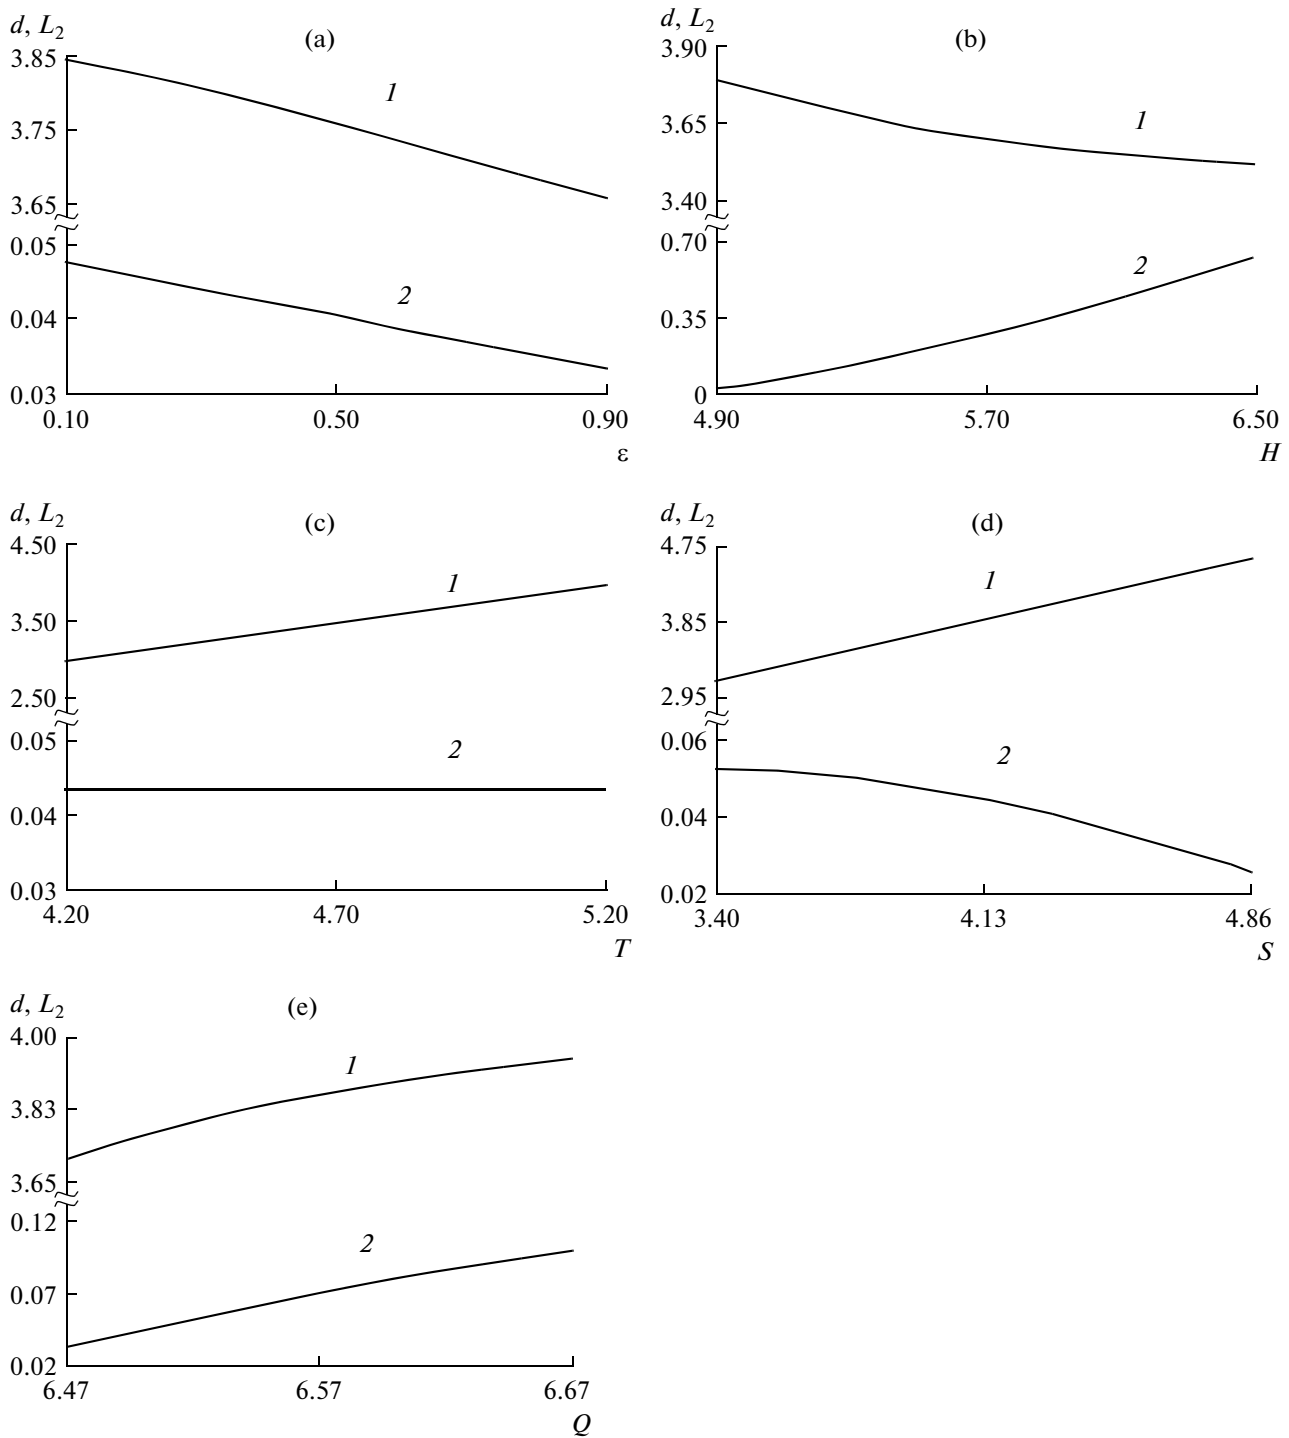 d, L2
(a)
3.85
1
3.75
3.65
0.05
2
0.04
0.03
0.10 0.50 0.90
ε
d, L2
(b)
3.90
1
3.65
3.40
0.70
2
0.35
0
4.90 5.70 6.50
H
d, L2
(c)
4.50
1
3.50
2.50
0.05
2
0.04
0.03
4.20 4.70 5.20
T
d, L2
(d)
4.75
1
3.85
2.95
0.06
2
0.04
0.02
3.40 4.13 4.86
S
d, L2
(e)
4.00
1
3.83
3.65
0.12
2
0.07
0.02
6.47 6.57 6.67
Q